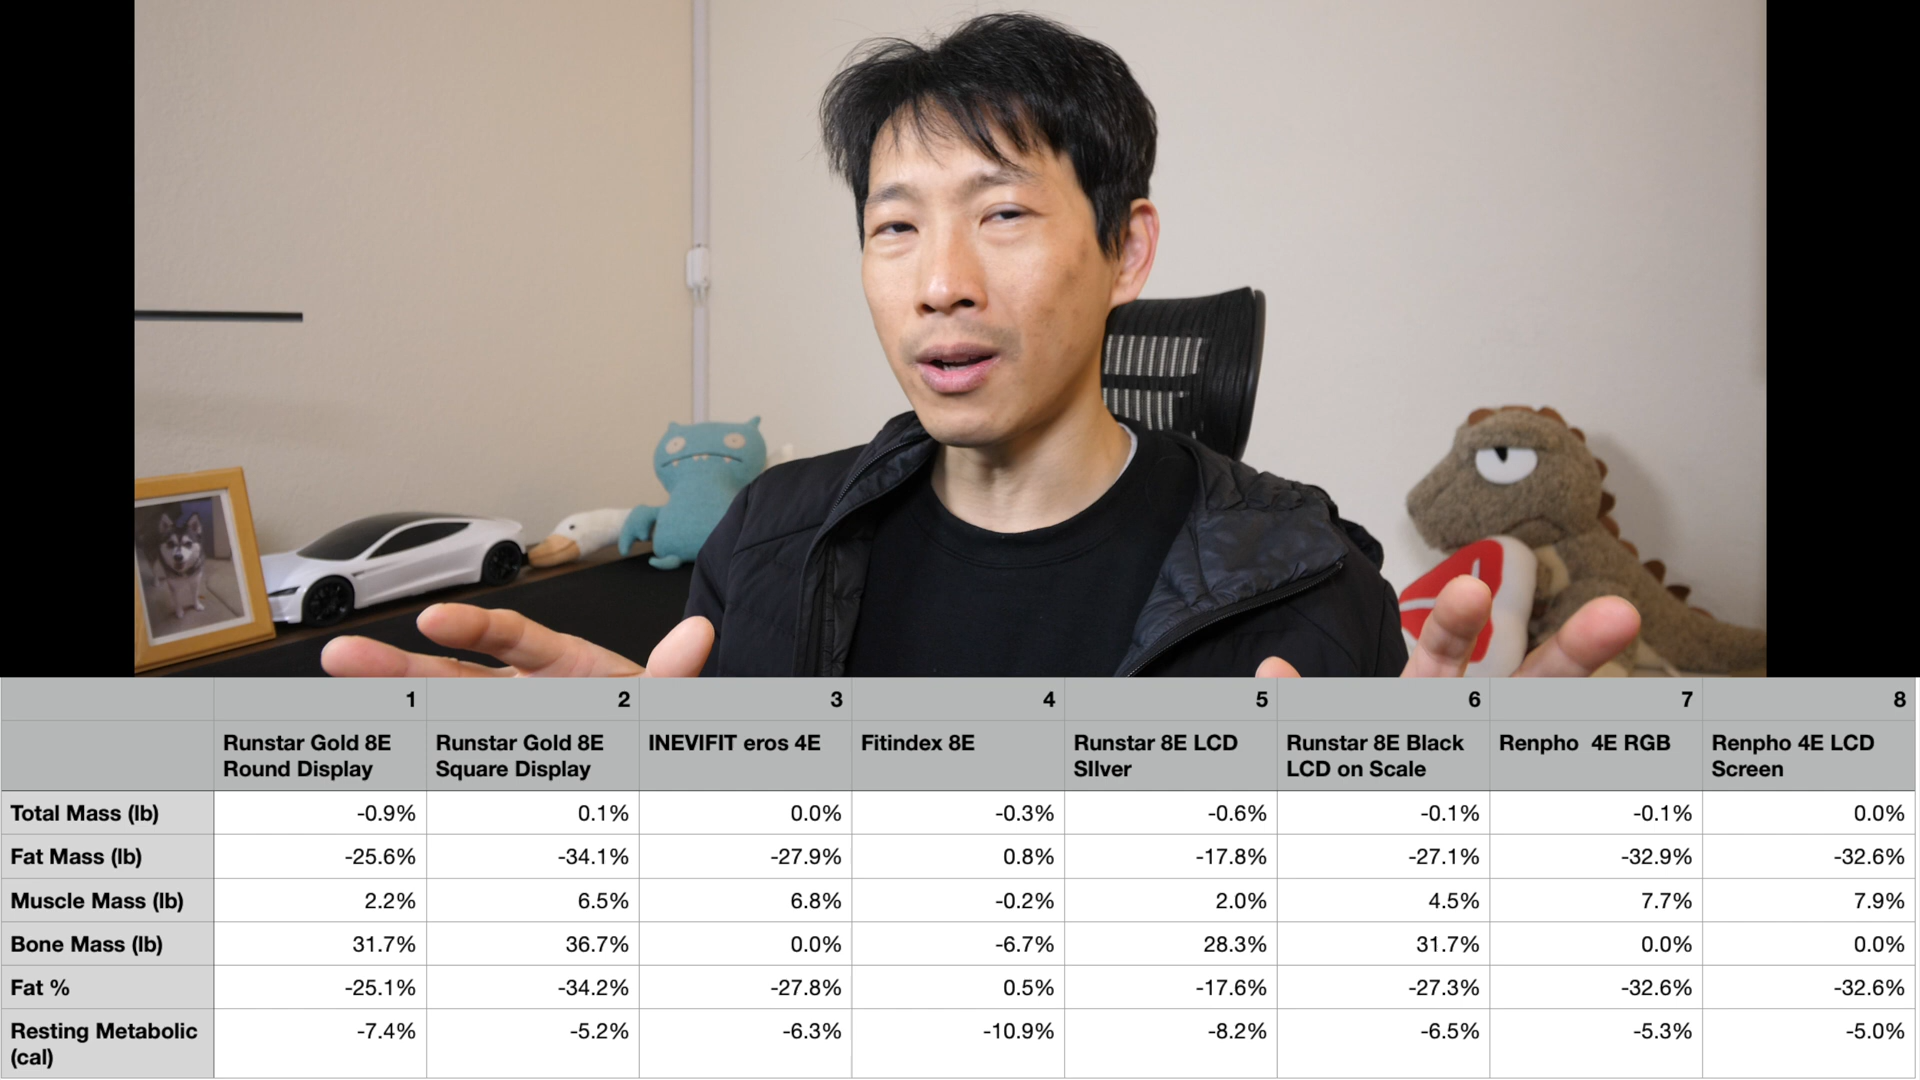 1 2 3 4 5 6 7 8
Runstar Gold 8E Round Display Runstar Gold 8E Square Display INEVIFIT eros 4E Fitindex 8E Runstar 8E LCD SIlver Runstar 8E Black LCD on Scale Renpho 4E RGB Renpho 4E LCD Screen
Total Mass (lb) -0.9% 0.1% 0.0% -0.3% -0.6% -0.1% -0.1% 0.0%
Fat Mass (lb) -25.6% -34.1% -27.9% 0.8% -17.8% -27.1% -32.9% -32.6%
Muscle Mass (lb) 2.2% 6.5% 6.8% -0.2% 2.0% 4.5% 7.7% 7.9%
Bone Mass (lb) 31.7% 36.7% 0.0% -6.7% 28.3% 31.7% 0.0% 0.0%
Fat % -25.1% -34.2% -27.8% 0.5% -17.6% -27.3% -32.6% -32.6%
Resting Metabolic (cal) -7.4% -5.2% -6.3% -10.9% -8.2% -6.5% -5.3% -5.0%